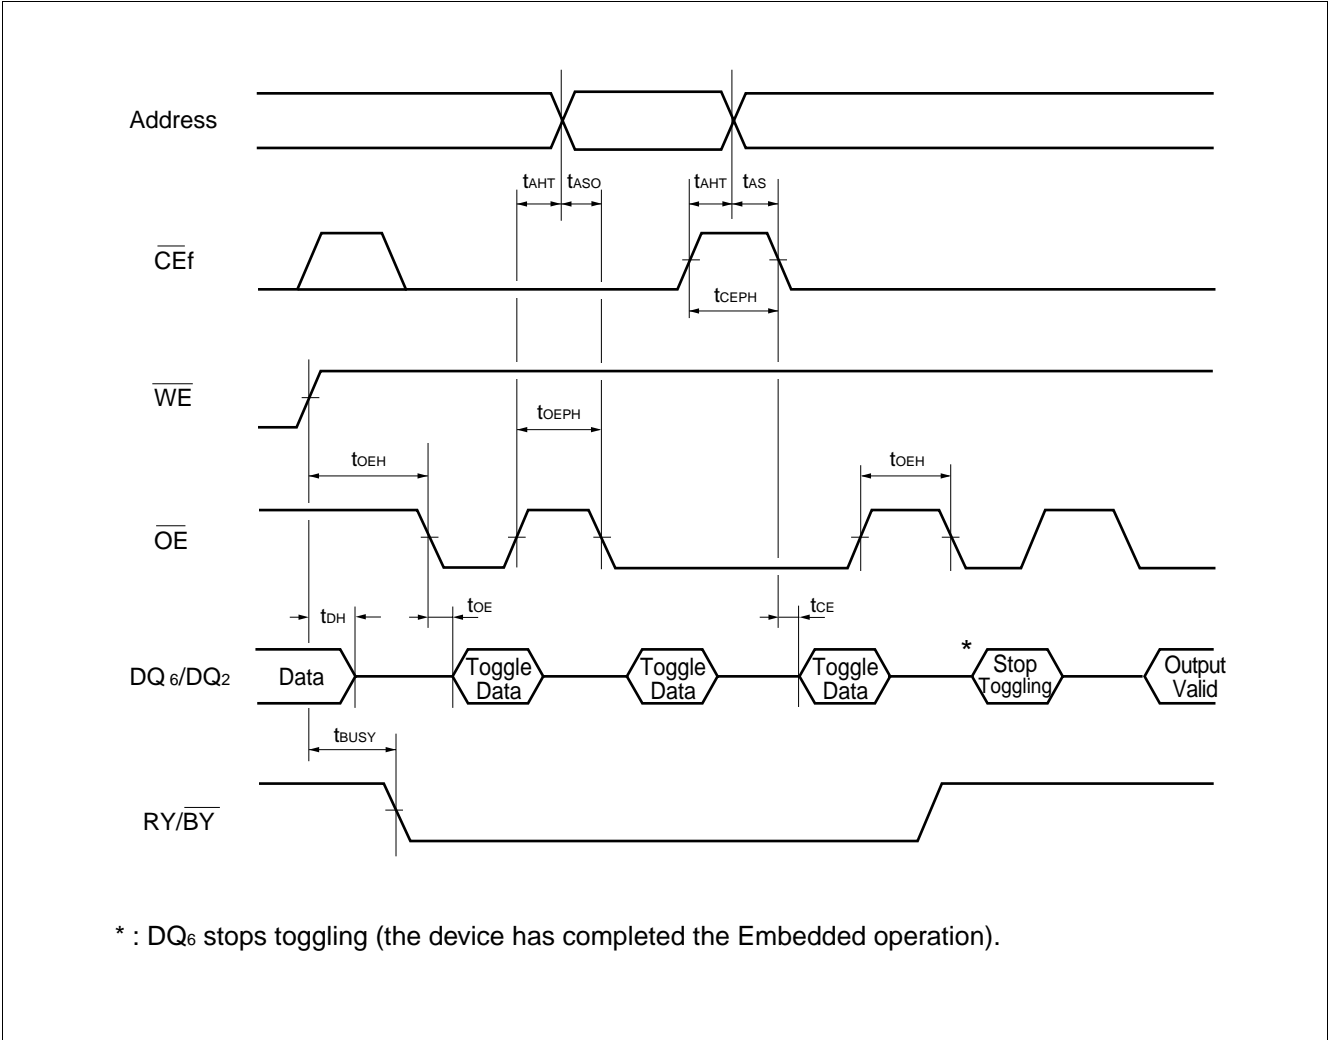 Address
tAHT tASO tAHT tAS
CEf
tCEPH
WE
tOEPH
tOEH tOEH
OE
tDH tOE tCE
DQ6/DQ2 Data Toggle Data Toggle Data Toggle Data * Stop Toggling Output Valid
tBUSY
RY/BY
* : DQ6 stops toggling (the device has completed the Embedded operation).